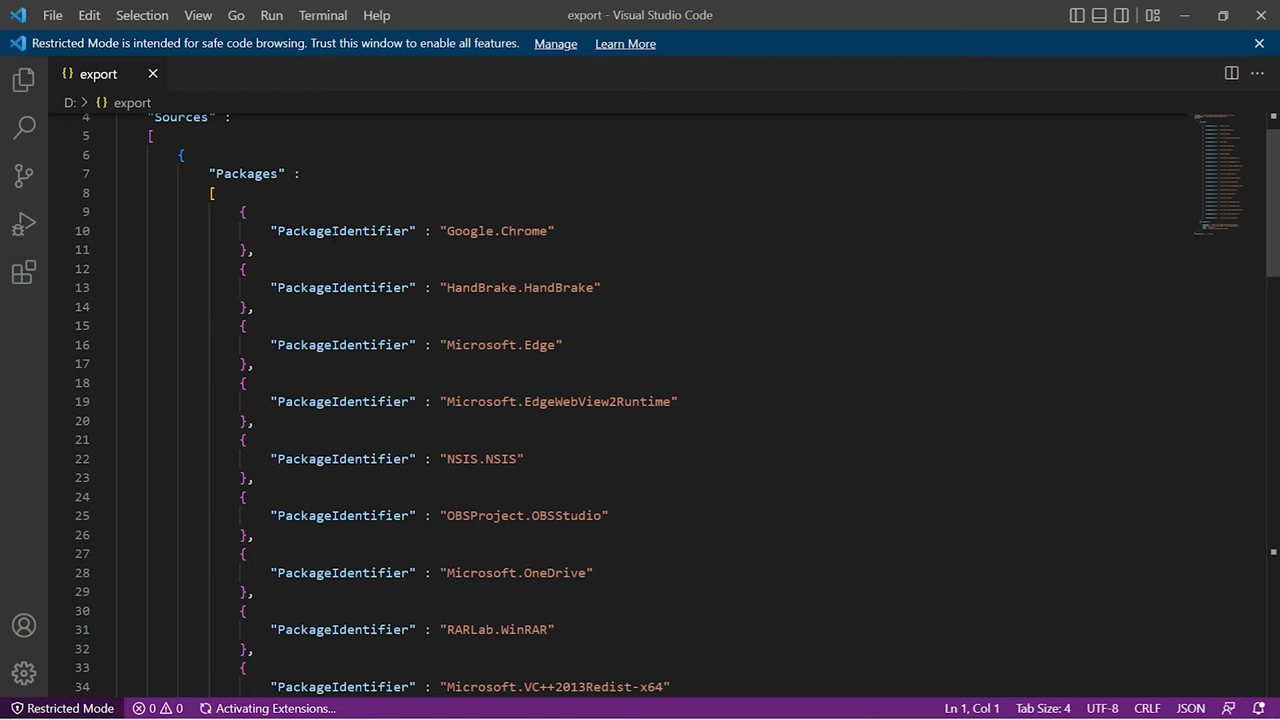 File Edit Selection View Go Run Terminal Help export - Visual Studio Code
Restricted Mode is intended for safe code browsing. Trust this window to enable all features. Manage Learn More
{} export
D: > {} export
4 "Sources" :
5 [
6 {
7 "Packages" :
8 [
9 {
10 "PackageIdentifier" : "Google.Chrome"
11 },
12 {
13 "PackageIdentifier" : "HandBrake.HandBrake"
14 },
15 {
16 "PackageIdentifier" : "Microsoft.Edge"
17 },
18 {
19 "PackageIdentifier" : "Microsoft.EdgeWebView2Runtime"
20 },
21 {
22 "PackageIdentifier" : "NSIS.NSIS"
23 },
24 {
25 "PackageIdentifier" : "OBSProject.OBSStudio"
26 },
27 {
28 "PackageIdentifier" : "Microsoft.OneDrive"
29 },
30 {
31 "PackageIdentifier" : "RARLab.WinRAR"
32 },
33 {
34 "PackageIdentifier" : "Microsoft.VC++2013Redist-x64"
Restricted Mode 0 0 Activating Extensions... Ln 1, Col 1 Tab Size: 4 UTF-8 CRLF JSON